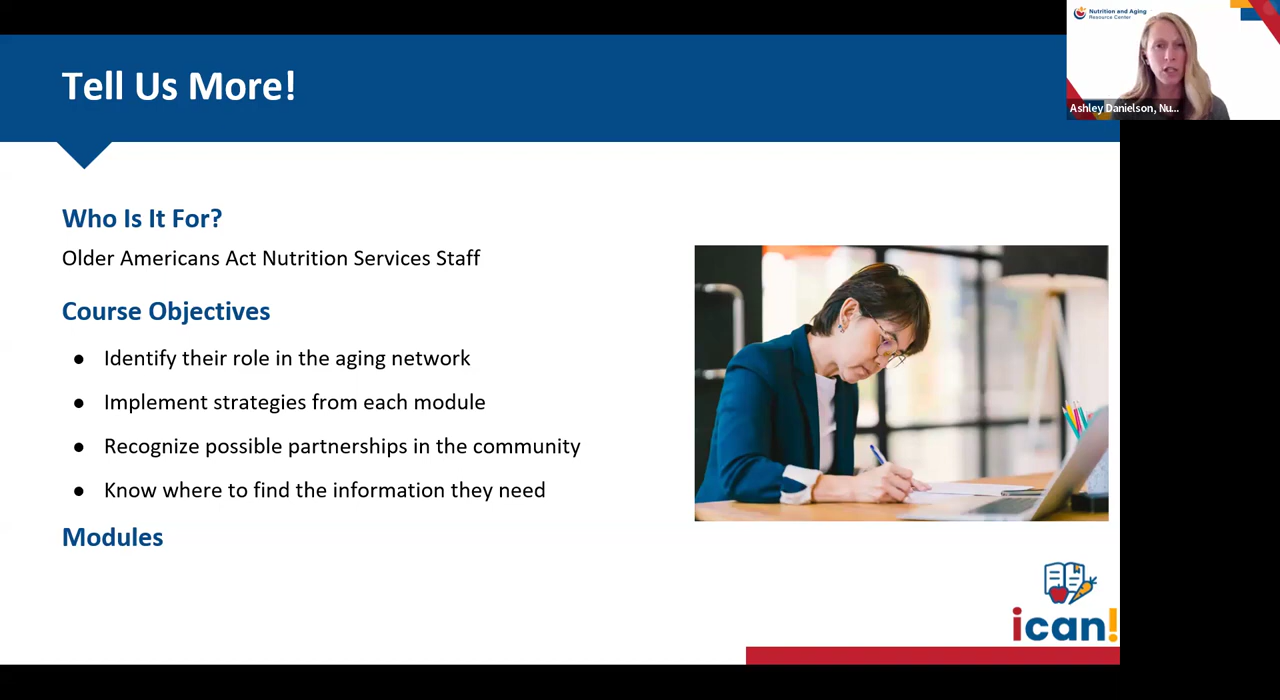 Tell Us More!
Nutrition and Aging
Resource Center
Ashley Danielson, Nu...
Who Is It For?
Older Americans Act Nutrition Services Staff
Course Objectives
● Identify their role in the aging network
● Implement strategies from each module
● Recognize possible partnerships in the community
● Know where to find the information they need
Modules
ican!